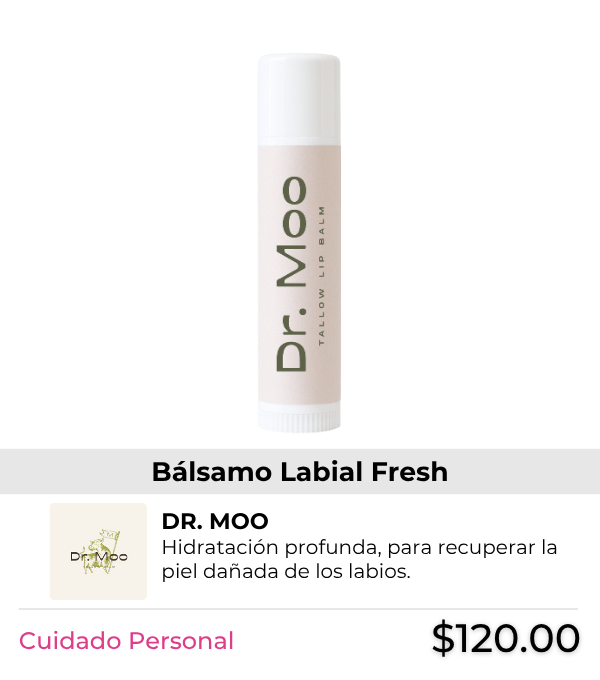 Dr. Moo
TALLOW LIP BALM
Bálsamo Labial Fresh
Dr. Moo
DR. MOO
Hidratación profunda, para recuperar la
piel dañada de los labios.
Cuidado Personal
$120.00